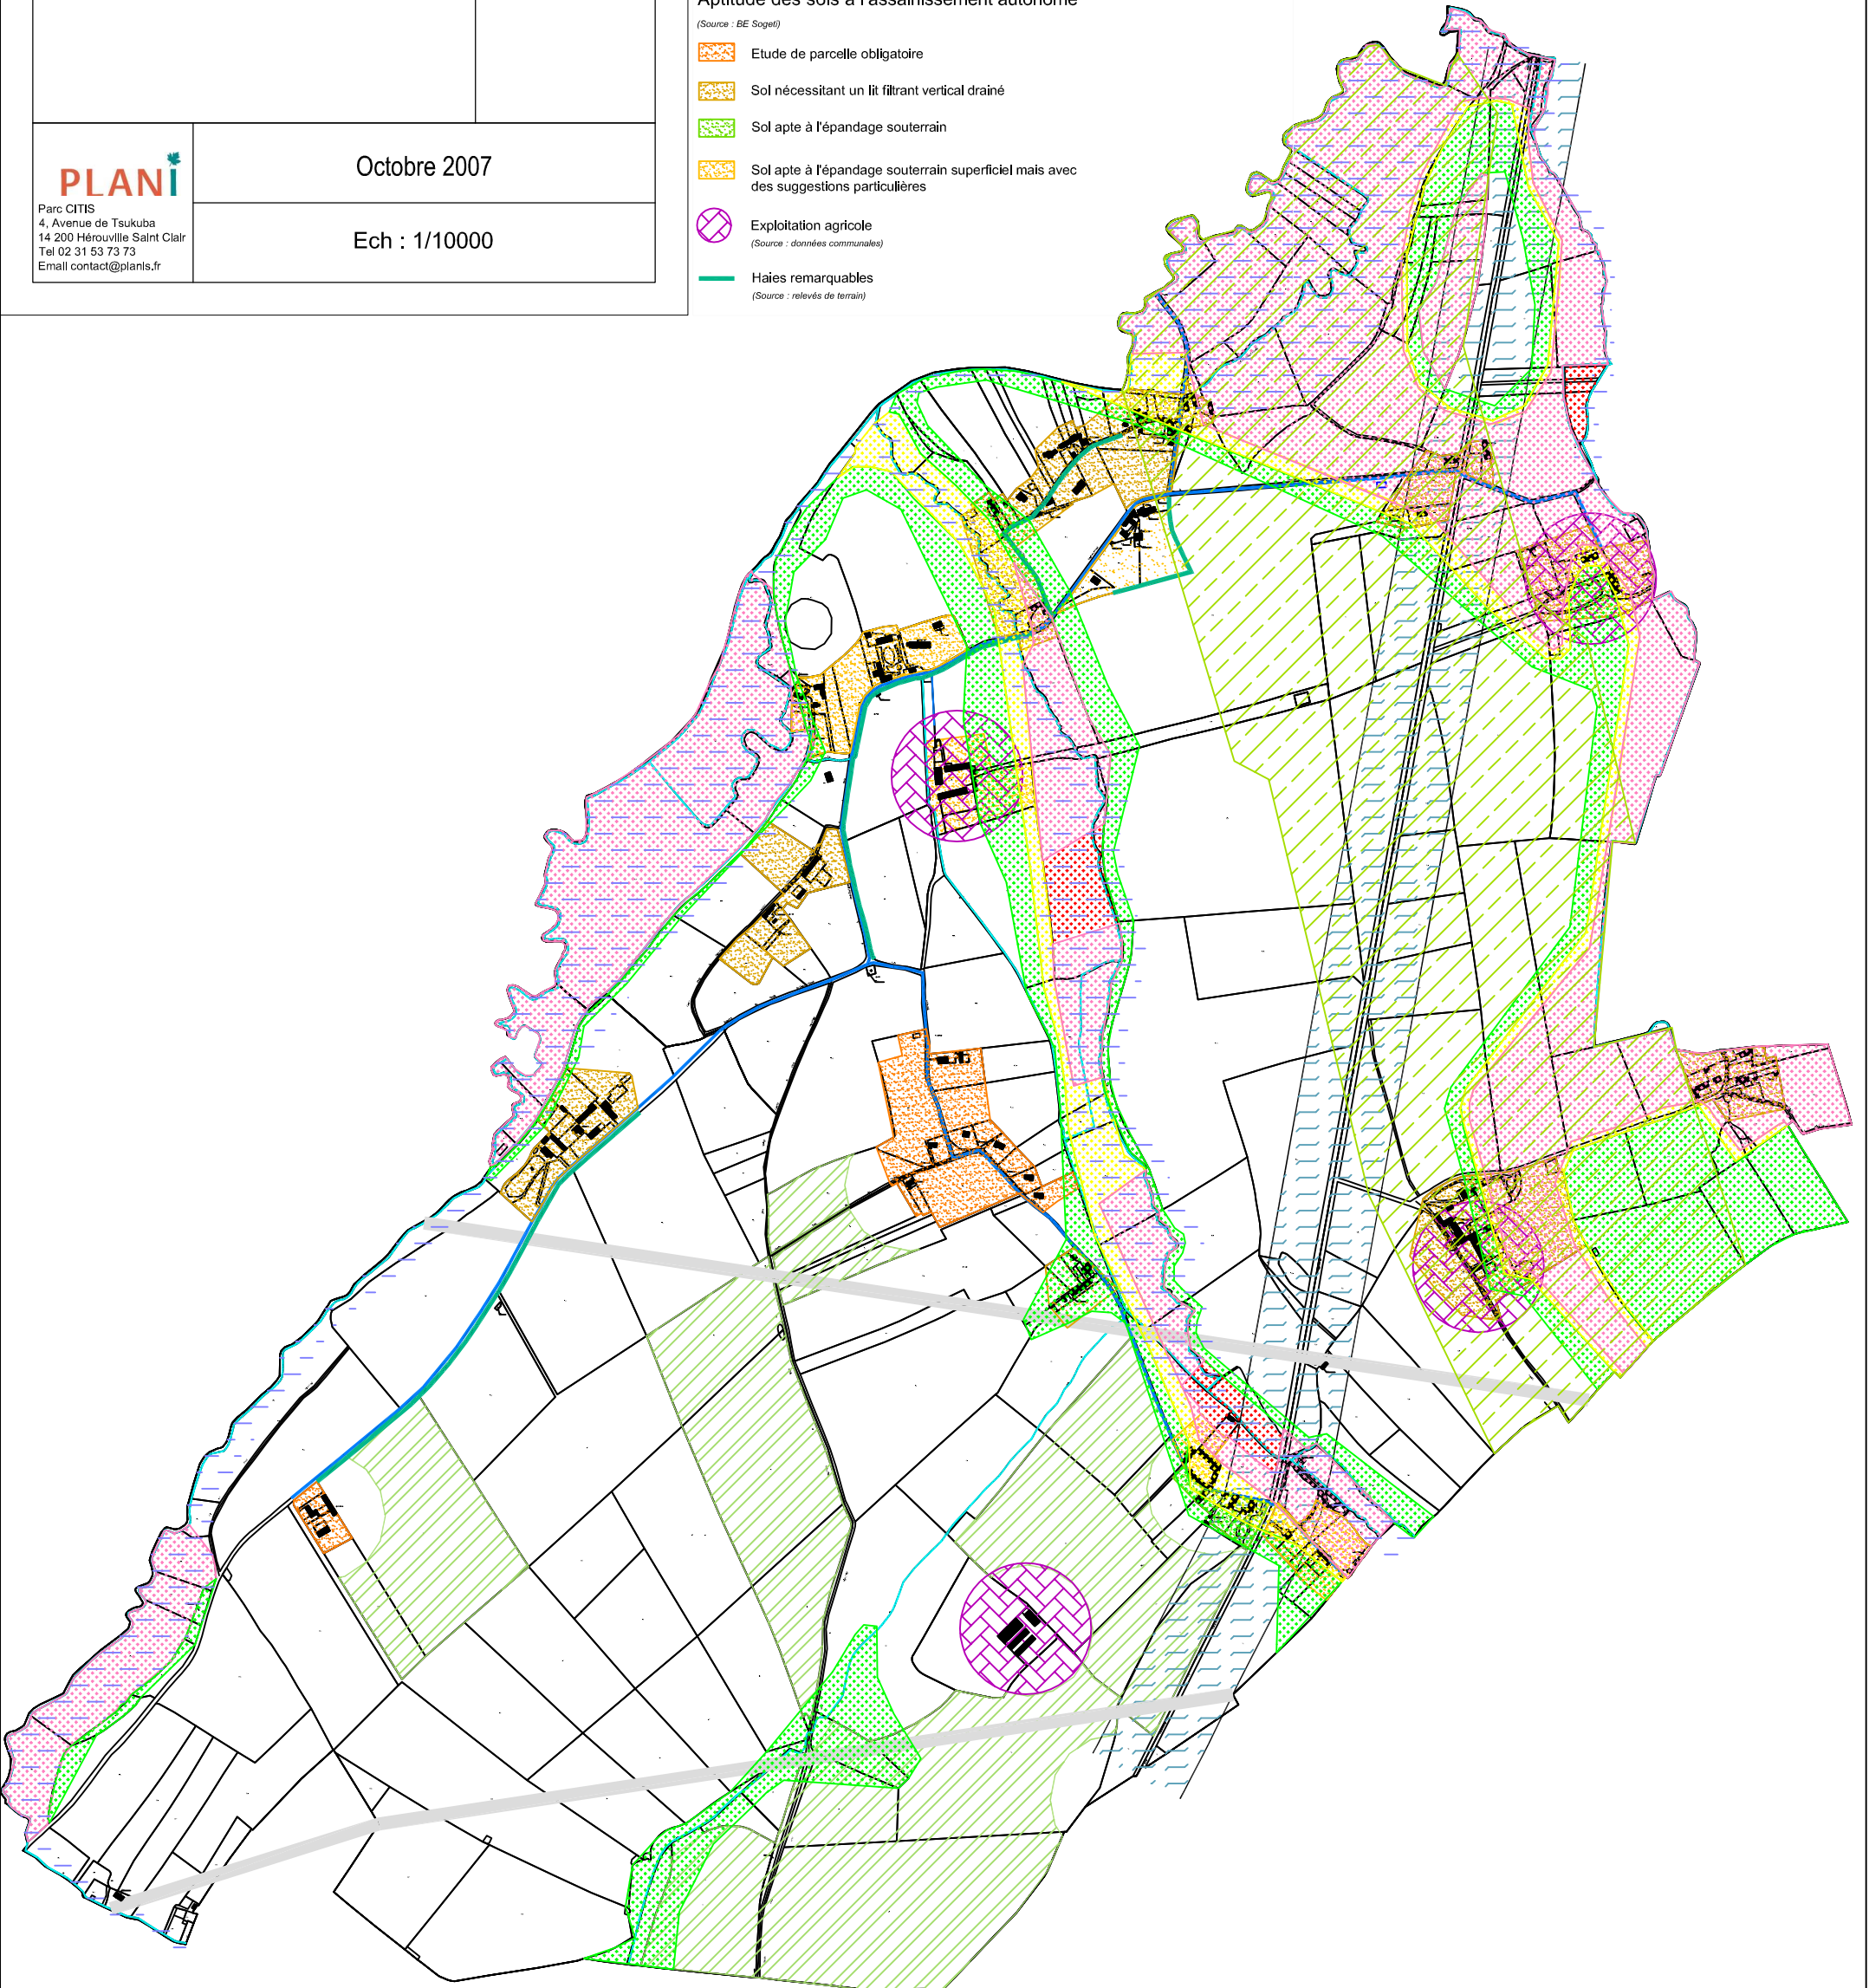 PLANi
Parc CITIS
4, Avenue de Tsukuba
14 200 Hérouville Saint Clair
Tel 02 31 53 73 73
Email contact@planis.fr
Octobre 2007
Ech : 1/10000
Aptitude des sols à l'assainissement autonome
(Source : BE Sogeti)
Etude de parcelle obligatoire
Sol nécessitant un lit filtrant vertical drainé
Sol apte à l'épandage souterrain
Sol apte à l'épandage souterrain superficiel mais avec
des suggestions particulières
Exploitation agricole
(Source : données communales)
Haies remarquables
(Source : relevés de terrain)